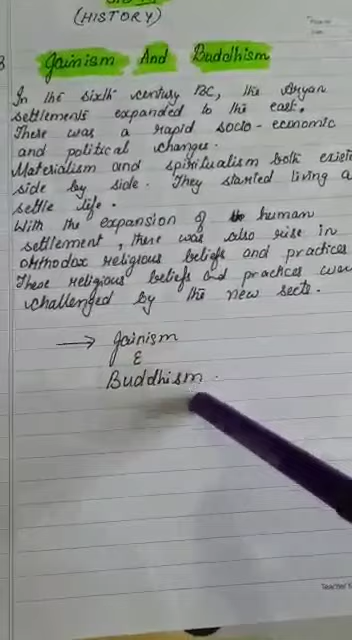 (HISTORY)
Jainism And Buddhism
In the sixth century BC, the Aryan
settlements expanded to the east.
There was a rapid socio-economic
and political changes.
Materialism and spiritualism both existe
side by side. They started living a
settle life.
With the expansion of human
settlement, there was also rise in
orthodox religious beliefs and practices
These religious beliefs and practices wer
challenged by the new sects.
→ Jainism
&
Buddhism.